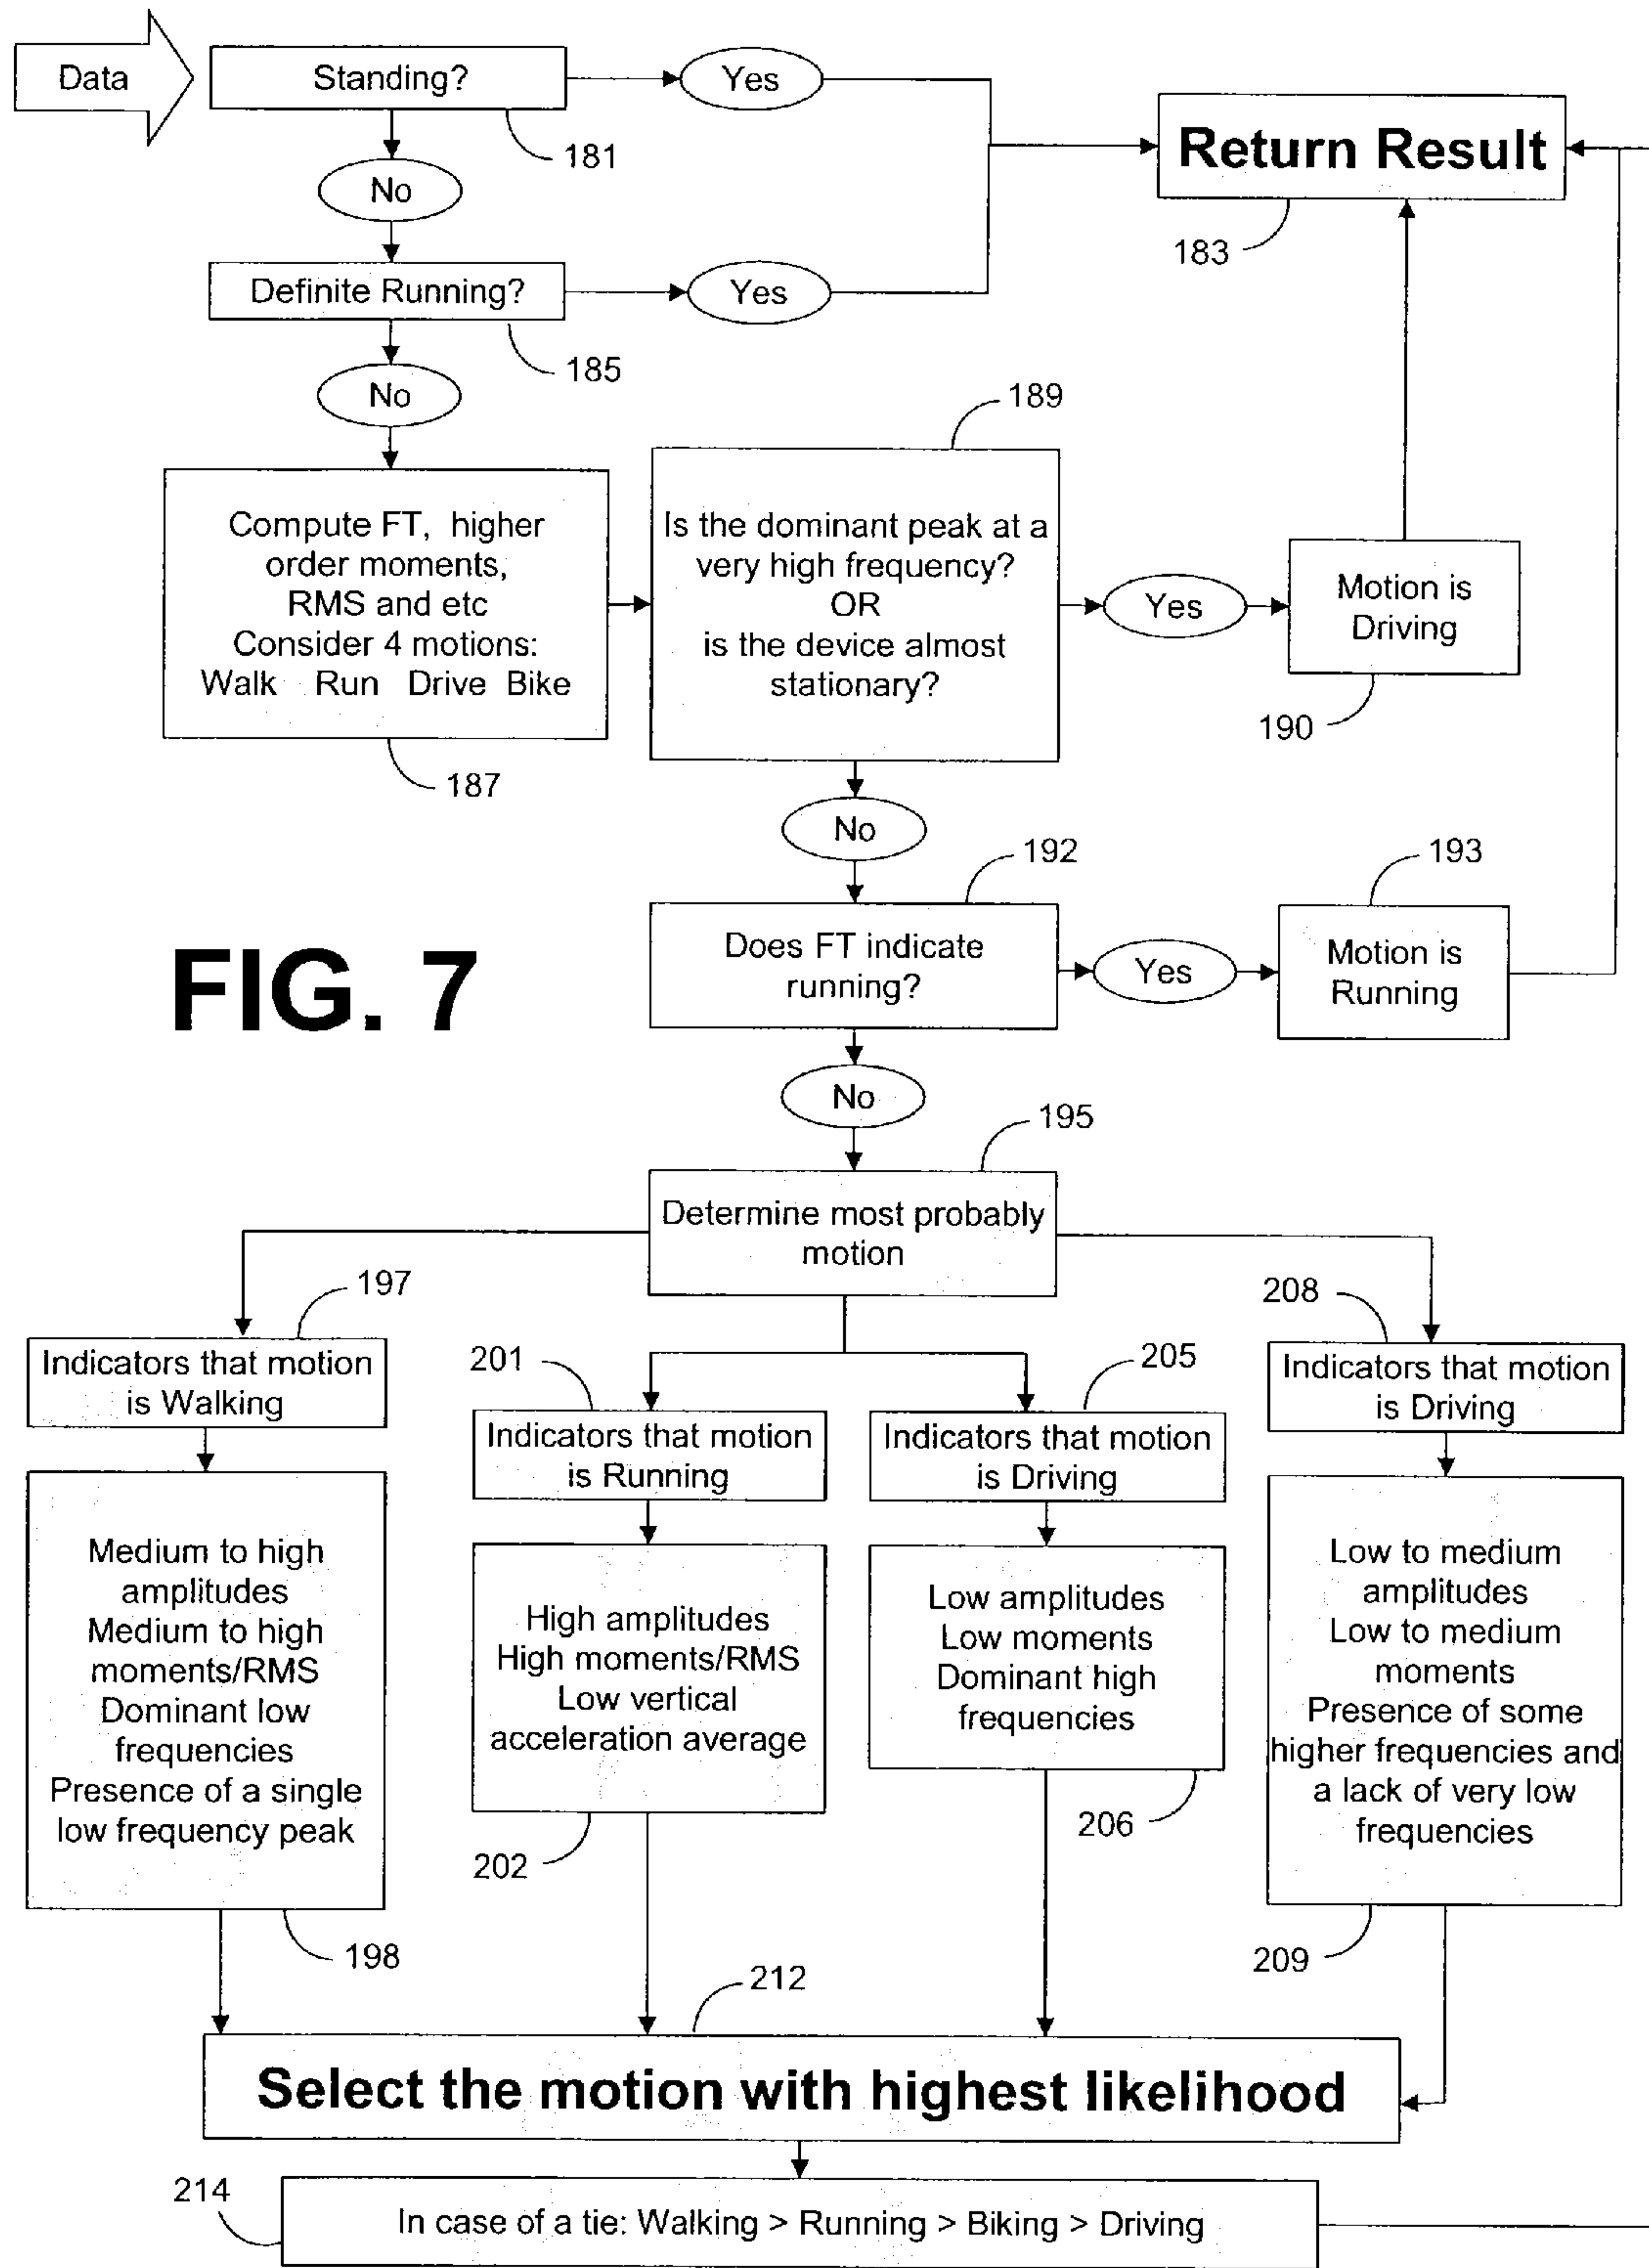 Data
Standing?
Yes
181
No
Return Result
183
Definite Running?
Yes
185
No
189
Compute FT, higher
order moments,
RMS and etc
Consider 4 motions:
Walk Run Drive Bike
187
Is the dominant peak at a
very high frequency?
OR
is the device almost
stationary?
Yes
Motion is
Driving
190
No
192
193
FIG. 7
Does FT indicate
running?
Yes
Motion is
Running
No
195
Determine most probably
motion
197
208
Indicators that motion
is Walking
201
Indicators that motion
is Running
205
Indicators that motion
is Driving
Indicators that motion
is Driving
Medium to high
amplitudes
Medium to high
moments/RMS
Dominant low
frequencies
Presence of a single
low frequency peak
198
High amplitudes
High moments/RMS
Low vertical
acceleration average
202
Low amplitudes
Low moments
Dominant high
frequencies
206
Low to medium
amplitudes
Low to medium
moments
Presence of some
higher frequencies and
a lack of very low
frequencies
209
212
Select the motion with highest likelihood
214
In case of a tie: Walking > Running > Biking > Driving